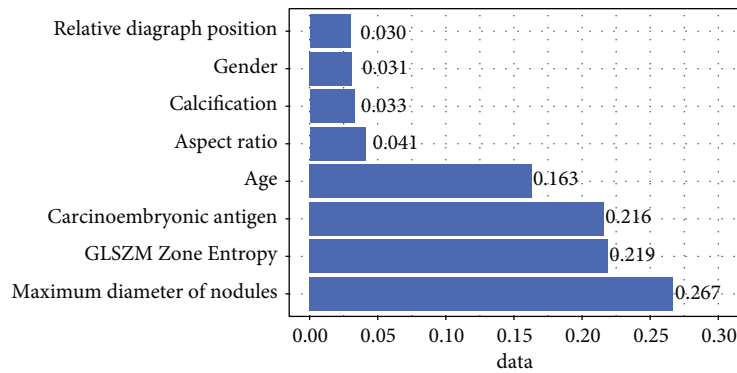 Relative diagraph position
0.030
Gender
0.031
Calcification
0.033
Aspect ratio
0.041
Age
0.163
Carcinoembryonic antigen
0.216
GLSZM Zone Entropy
0.219
Maximum diameter of nodules
0.267
0.00 0.05 0.10 0.15 0.20 0.25 0.30
data